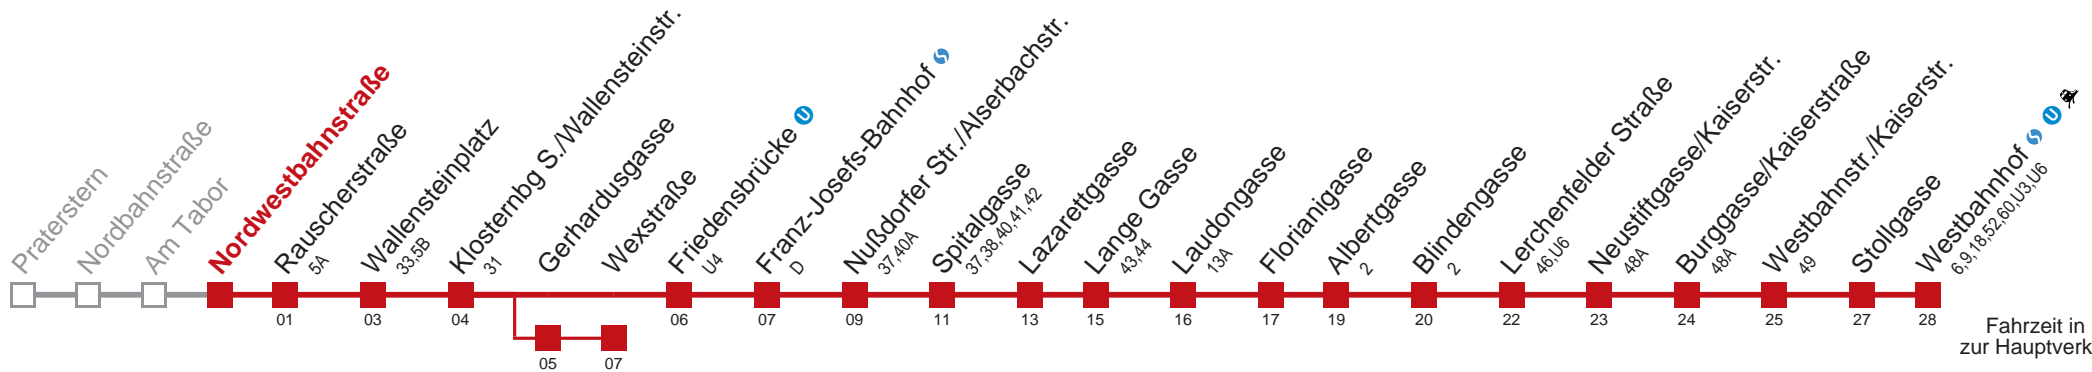 Praterstern
Nordbahnstraße
Am Tabor
Nordwestbahnstraße
Rauscherstraße
5A
Wallensteinplatz
33,5B
Klosternbg S./Wallensteinstr.
31
Gerhardusgasse
Wexstraße
Friedensbrücke U
U4
Franz-Josefs-Bahnhof S
D
Nußdorfer Str./Alserbachstr.
37,40A
Spitalgasse
37,38,40,41,42
Lazarettgasse
Lange Gasse
43,44
Laudongasse
13A
Florianigasse
Albertgasse
2
Blindengasse
2
Lerchenfelder Straße
46,U6
Neustiftgasse/Kaiserstr.
48A
Burggasse/Kaiserstraße
48A
Westbahnstr./Kaiserstr.
49
Stollgasse
Westbahnhof S U
6,9,18,52,60,U3,U6
01 03 04 06 07 09 11 13 15 16 17 19 20 22 23 24 25 27 28
05 07
Fahrzeit in
zur Hauptverk